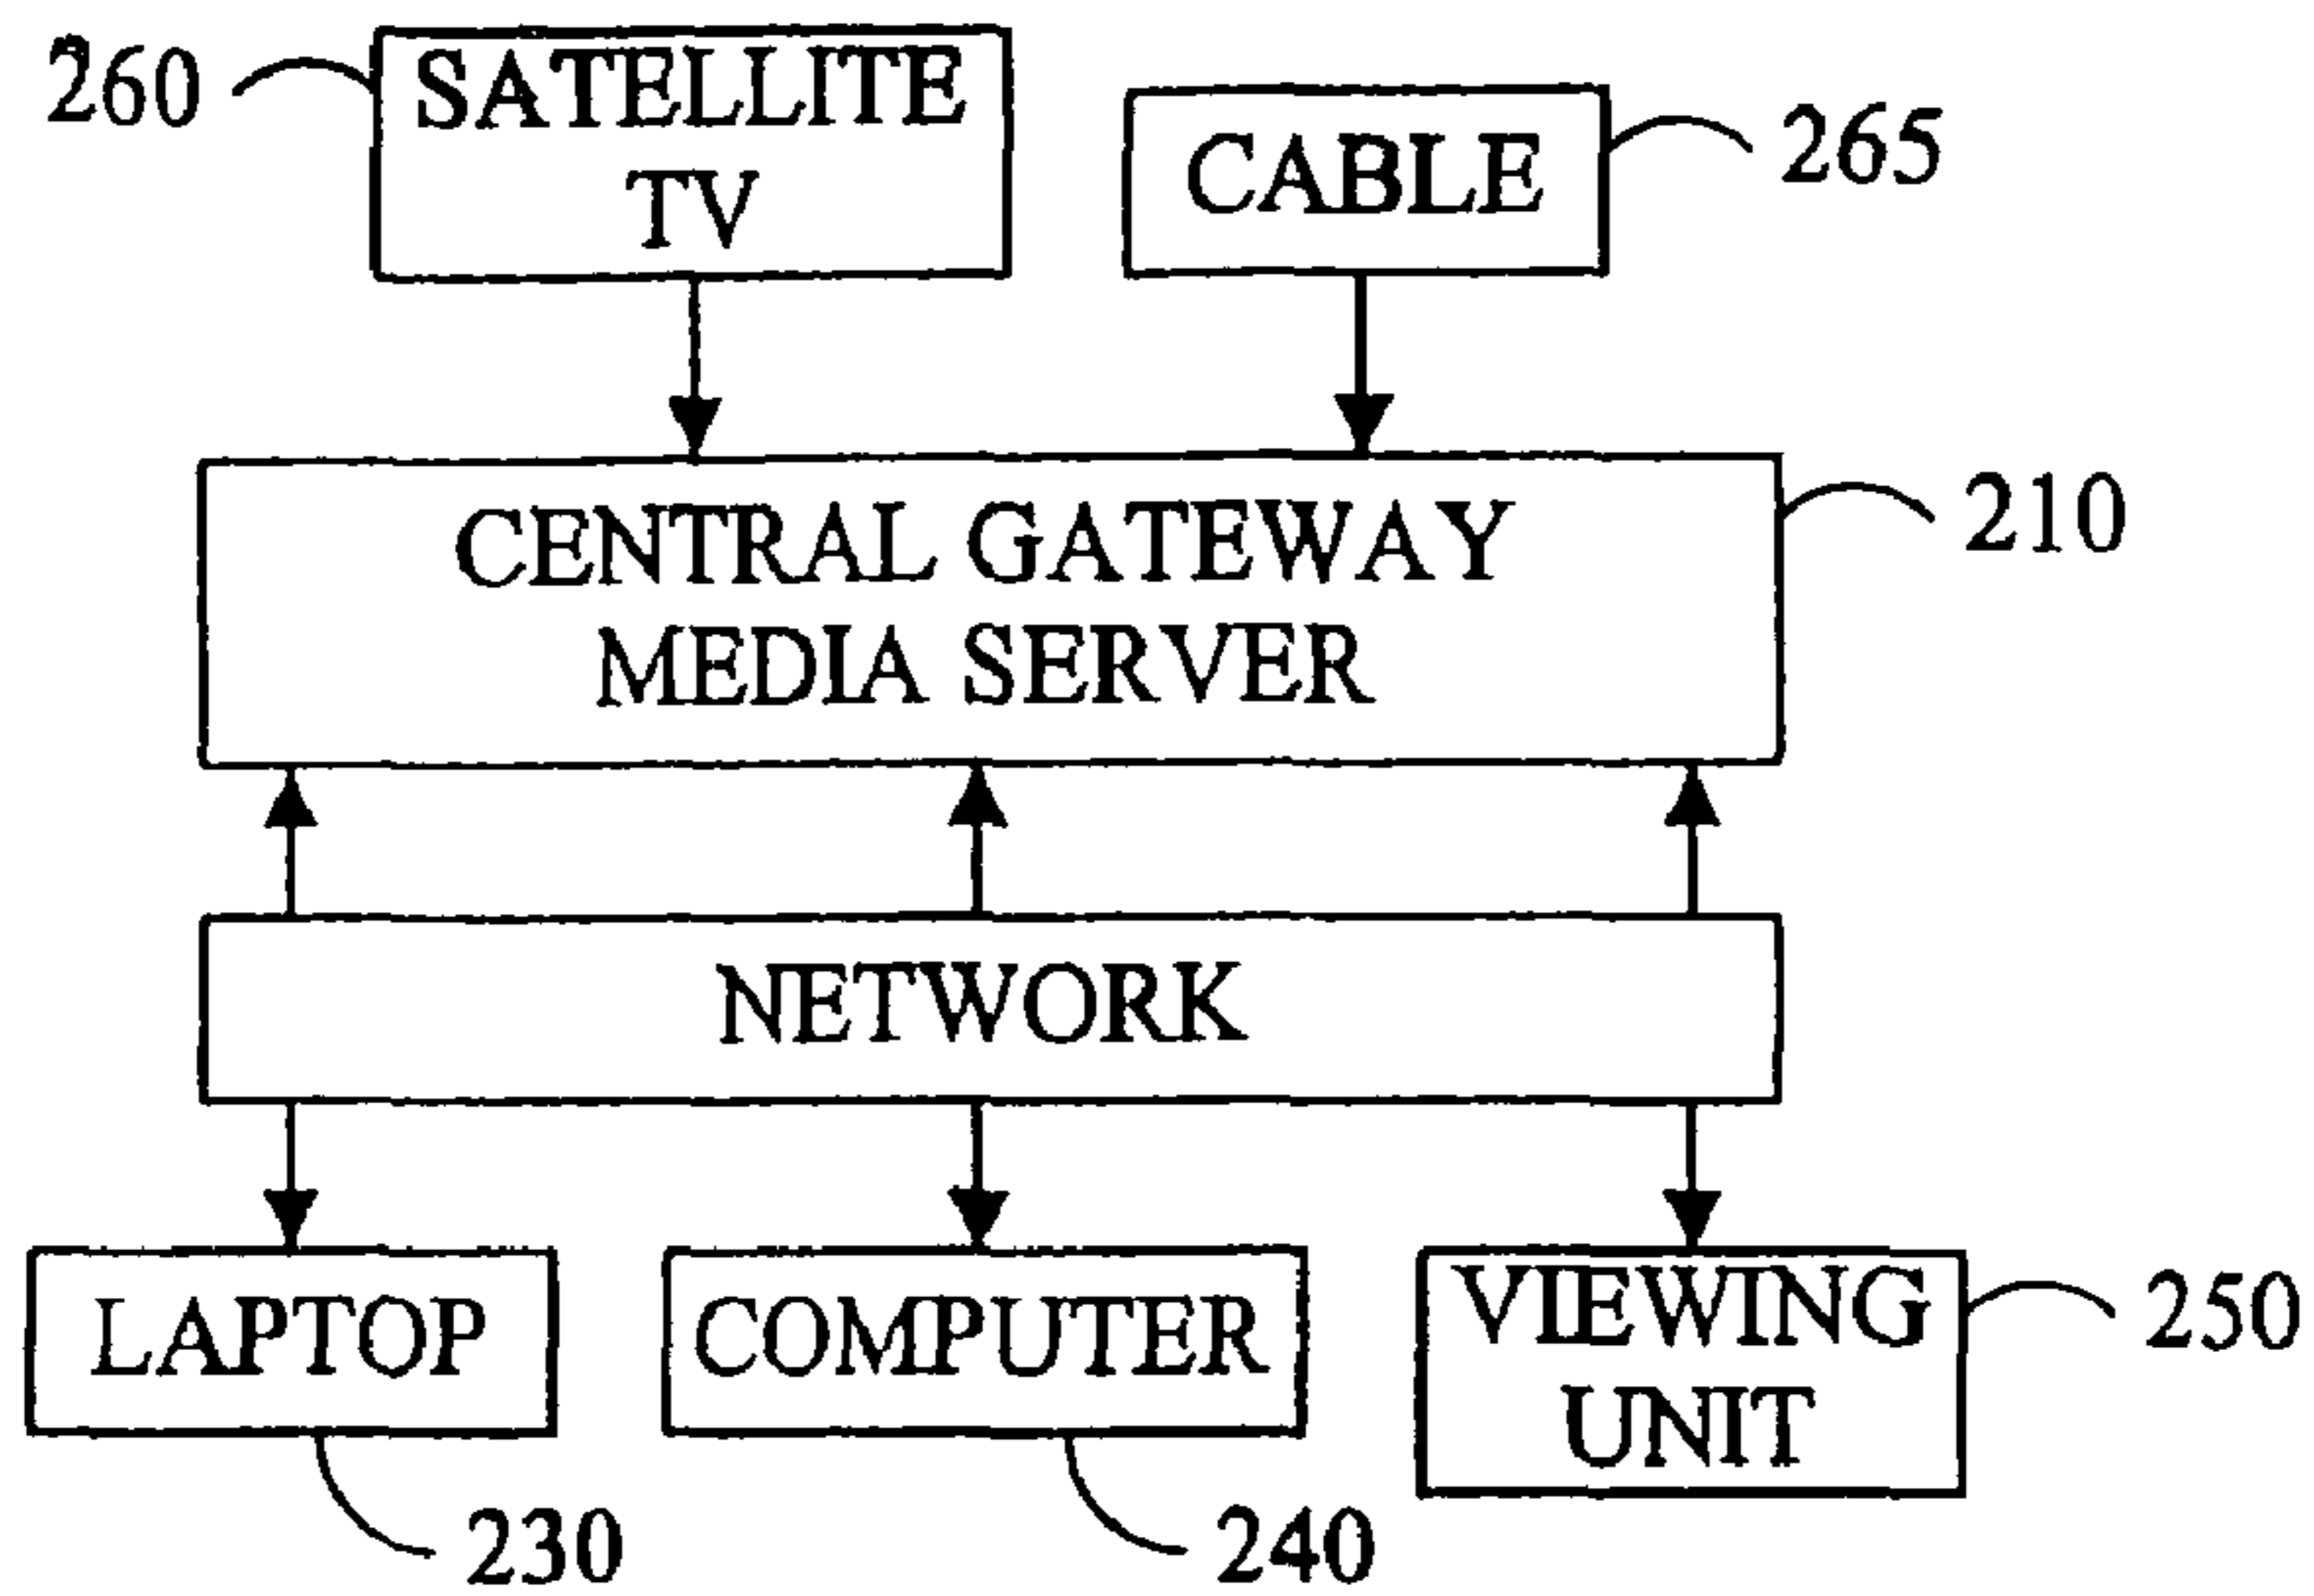 260
SATELLITE
TV
CABLE
265
CENTRAL GATEWAY
MEDIA SERVER
210
NETWORK
LAPTOP
COMPUTER
VIEWING
UNIT
250
230
240